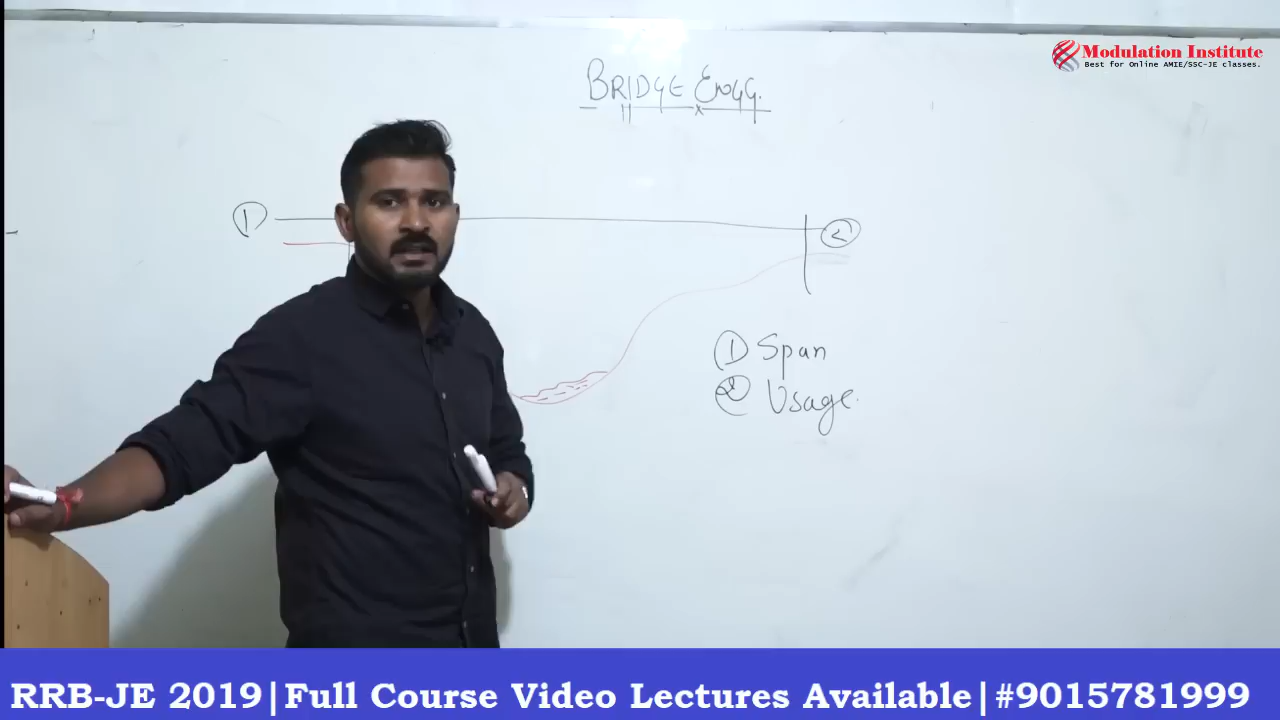 Modulation Institute
Best for Online AMIE/SSC-JE classes.
BRIDGE Engg.
1
2
1 Span
2 Usage.
RRB-JE 2019|Full Course Video Lectures Available|#9015781999